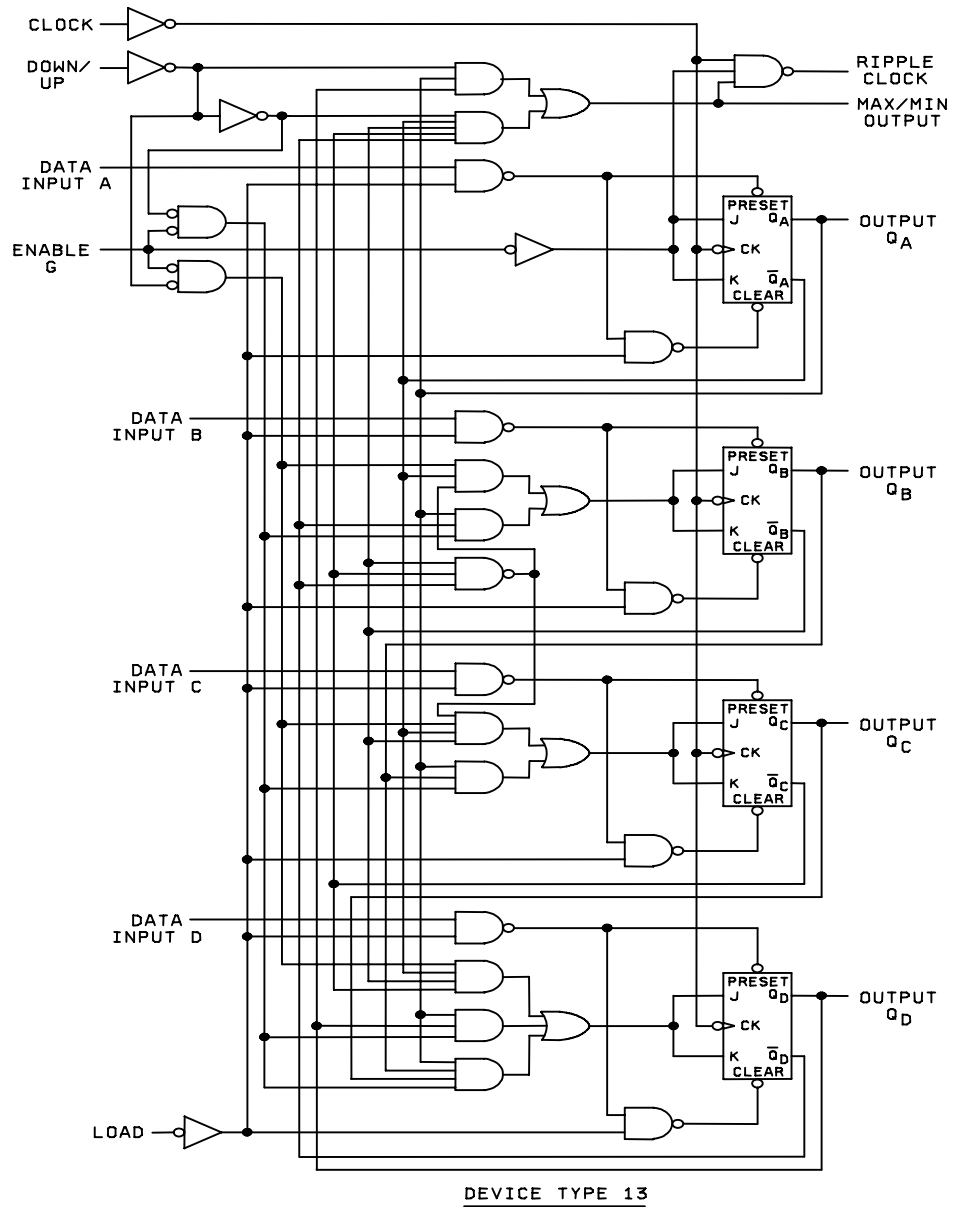 CLOCK
DOWN/
UP
RIPPLE
CLOCK
MAX/MIN
OUTPUT
DATA
INPUT A
PRESET
J QA
CK
K Q̅A
CLEAR
OUTPUT
QA
ENABLE
G
DATA
INPUT B
PRESET
J QB
CK
K Q̅B
CLEAR
OUTPUT
QB
DATA
INPUT C
PRESET
J QC
CK
K Q̅C
CLEAR
OUTPUT
QC
DATA
INPUT D
PRESET
J QD
CK
K Q̅D
CLEAR
OUTPUT
QD
LOAD
DEVICE TYPE 13